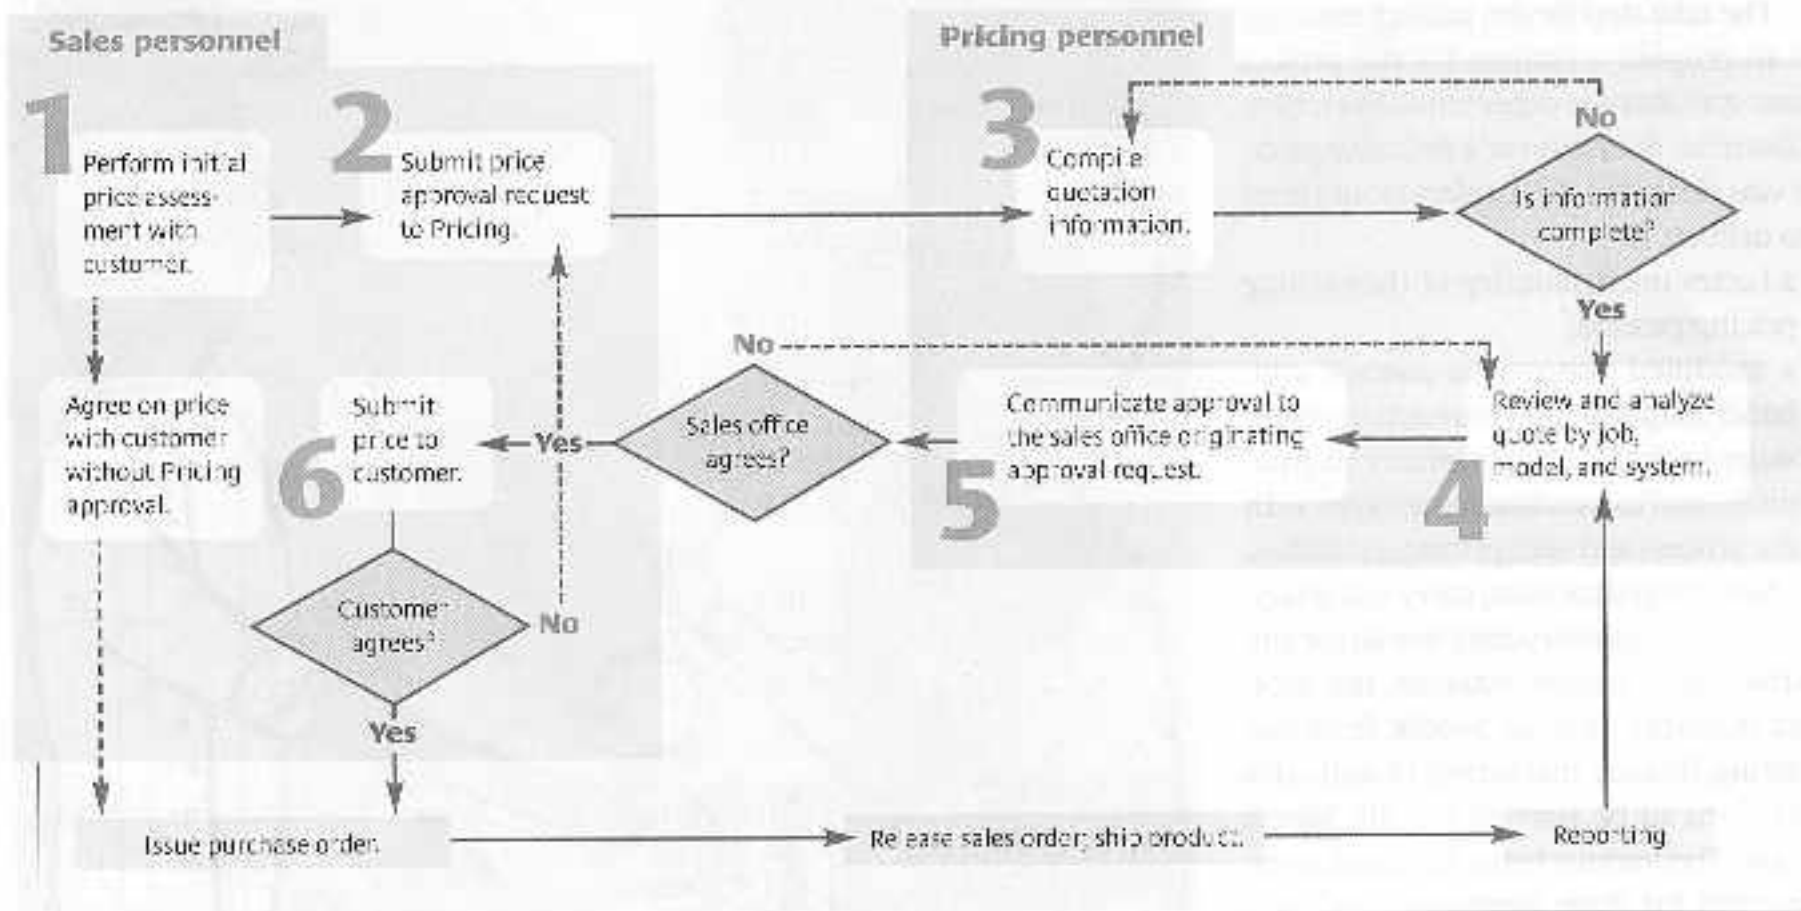 Sales personnel
Pricing personnel
1
Perform initial
price assess-
ment with
customer.
2
Submit price
approval request
to Pricing.
3
Compile
quotation
information.
No
Is information
complete?
Yes
Agree on price
with customer
without Pricing
approval.
6
Submit
price to
customer.
Yes
No
Sales office
agrees?
5
Communicate approval to
the sales office originating
approval request.
4
Review and analyze
quote by job,
model, and system.
Customer
agrees?
No
Yes
Issue purchase order.
Release sales order; ship product.
Reporting